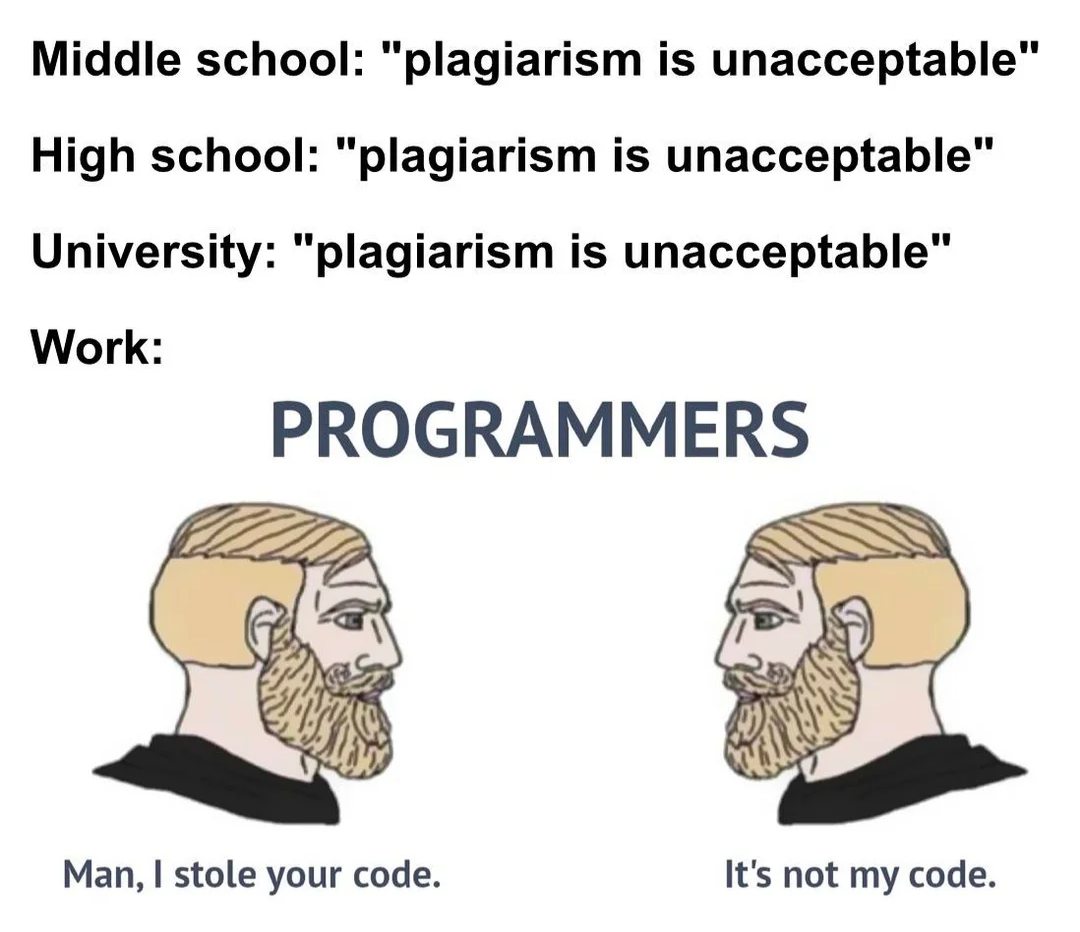 Middle school: "plagiarism is unacceptable"
High school: "plagiarism is unacceptable"
University: "plagiarism is unacceptable"
Work:
PROGRAMMERS
Man, I stole your code.
It's not my code.